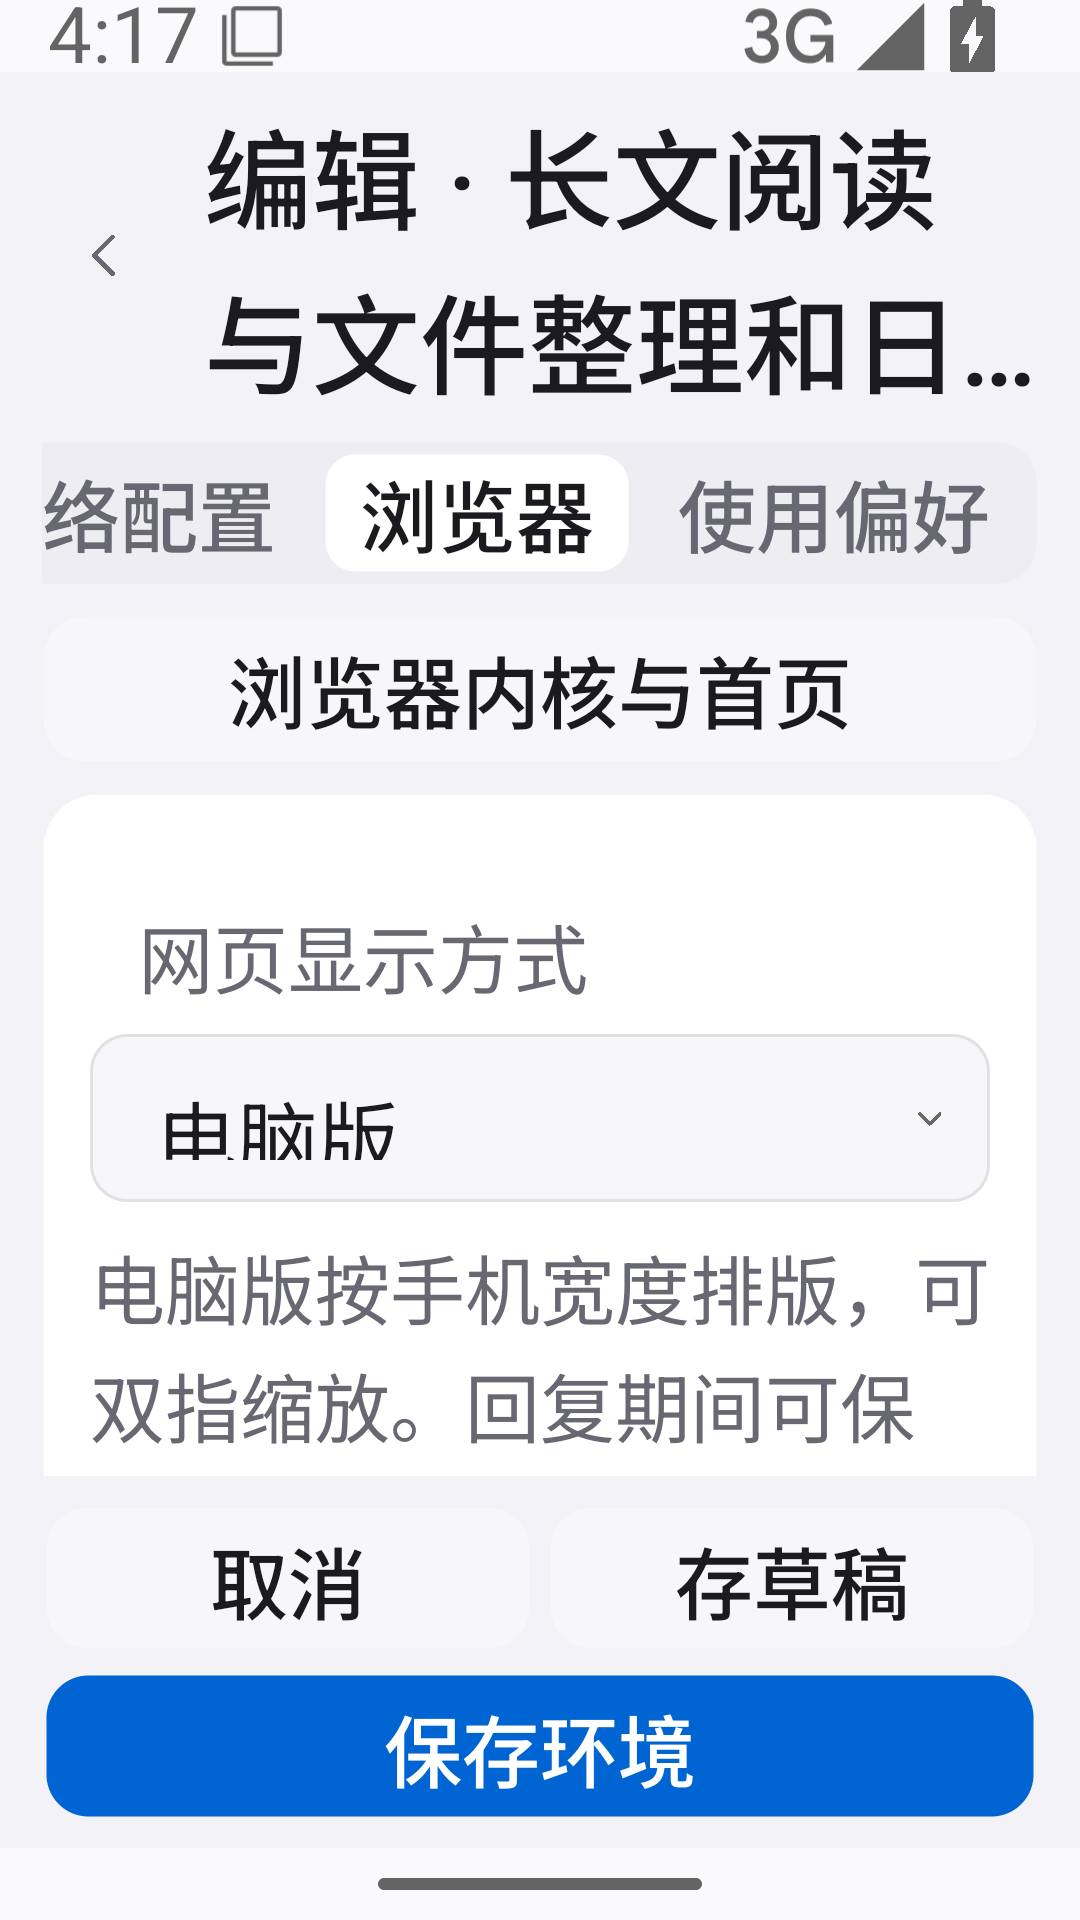 4:17
3G
编辑 · 长文阅读
与文件整理和日...
络配置
浏览器
使用偏好
浏览器内核与首页
网页显示方式
电脑版
电脑版按手机宽度排版，可
双指缩放。回复期间可保
取消
存草稿
保存环境